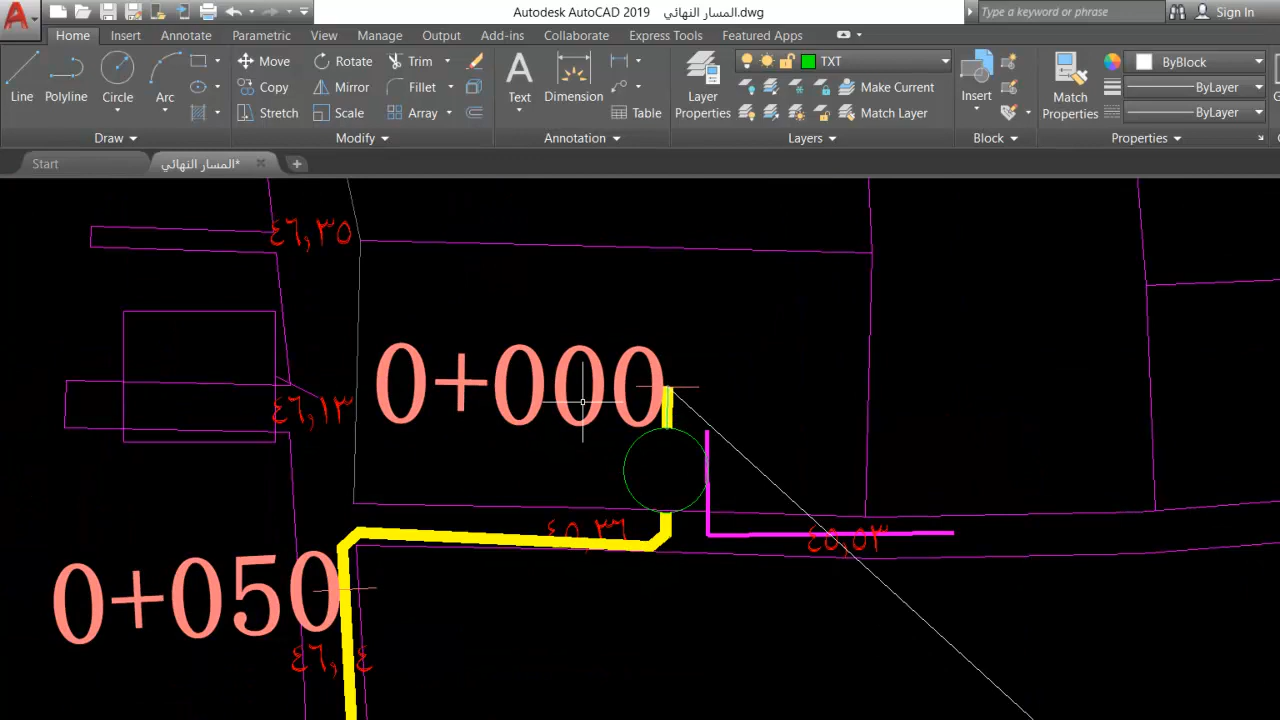 Autodesk AutoCAD 2019 المسار النهائي.dwg
Type a keyword or phrase
Sign In
Home Insert Annotate Parametric View Manage Output Add-ins Collaborate Express Tools Featured Apps
Line
Polyline
Circle
Arc
Move
Rotate
Trim
Copy
Mirror
Fillet
Stretch
Scale
Array
Text
Dimension
Table
Layer
Properties
TXT
Make Current
Match Layer
Insert
Match
Properties
ByBlock
ByLayer
ByLayer
Draw
Modify
Annotation
Layers
Block
Properties
Start
المسار النهائي*
٤٦,٣٥
0+000
٤٦,١٣
٤٥,٣٦
٤٥,٥٣
0+050